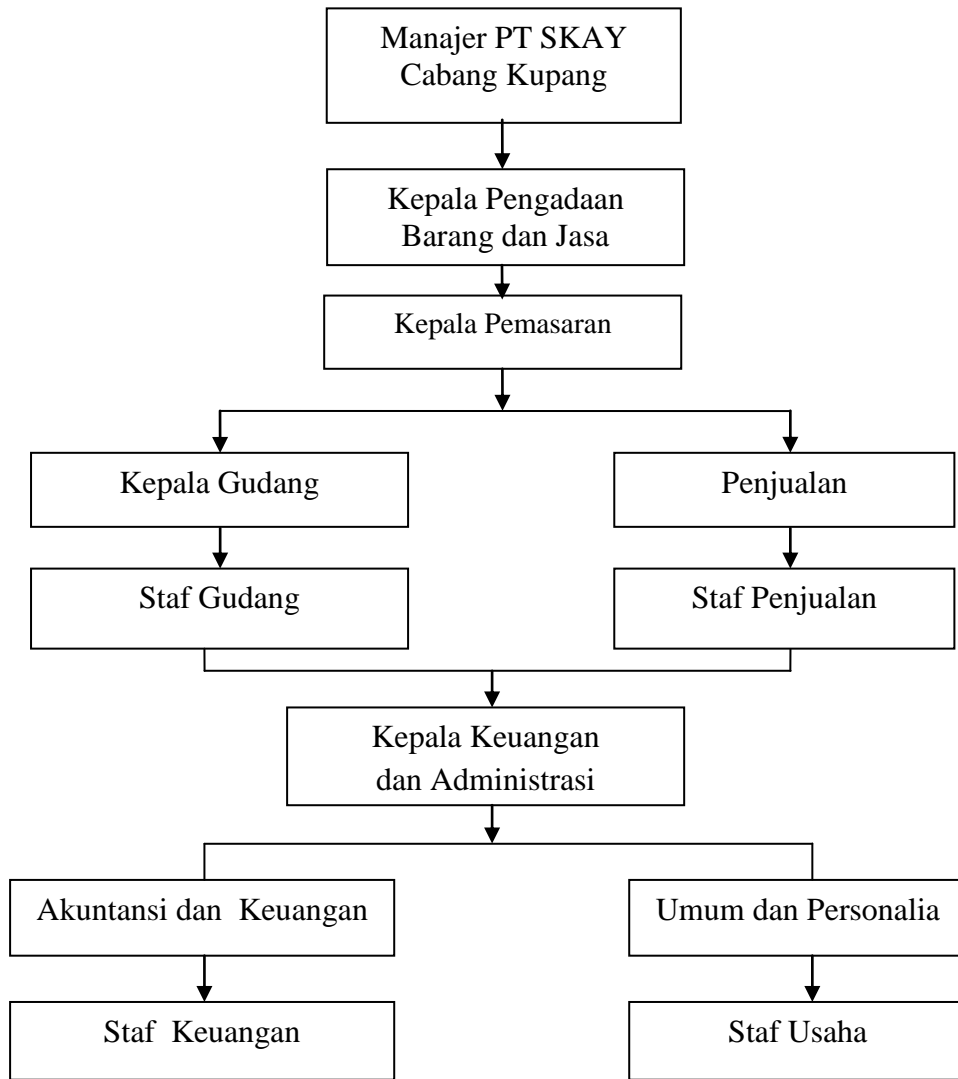 Manajer PT SKAY
Cabang Kupang
Kepala Pengadaan
Barang dan Jasa
Kepala Pemasaran
Kepala Gudang
Penjualan
Staf Gudang
Staf Penjualan
Kepala Keuangan
dan Administrasi
Akuntansi dan Keuangan
Umum dan Personalia
Staf Keuangan
Staf Usaha